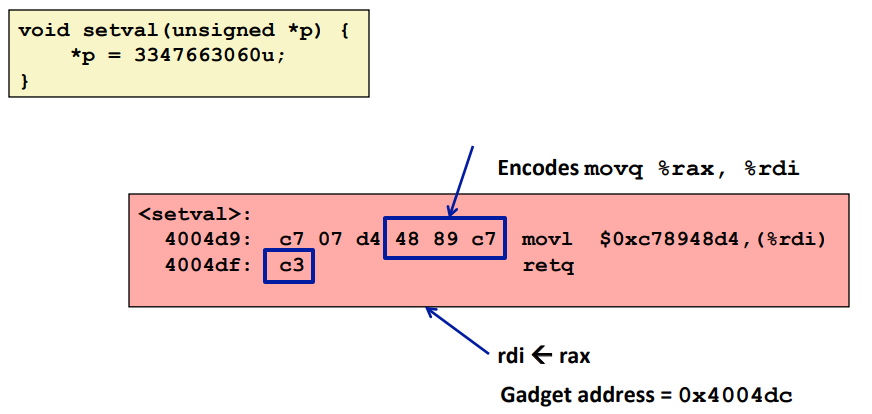 void setval(unsigned *p) {
    *p = 3347663060u;
}
Encodes movq %rax, %rdi
<setval>:
  4004d9:  c7 07 d4 48 89 c7  movl  $0xc78948d4,(%rdi)
  4004df:  c3                 retq
rdi ← rax
Gadget address = 0x4004dc